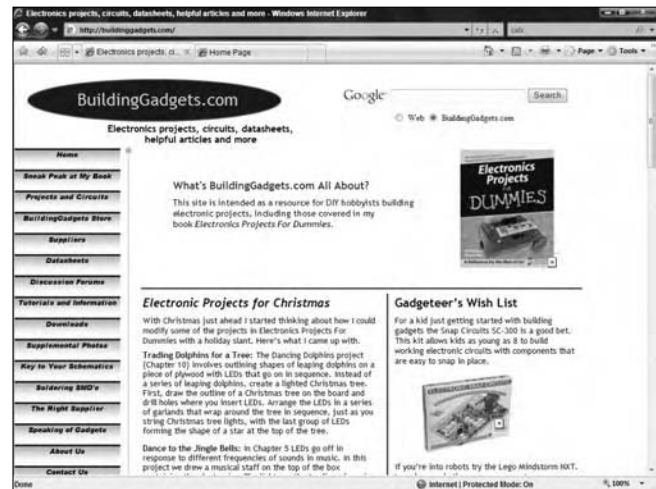 Electronics projects, circuits, datasheets, helpful articles and more - Windows Internet Explorer
http://buildinggadgets.com/
Electronics projects, ci...
Home Page
Page
Tools
BuildingGadgets.com
Electronics projects, circuits, datasheets,
helpful articles and more
Google
Search
Web
BuildingGadgets.com
Home
Sneak Peak at My Book
Projects and Circuits
BuildingGadgets Store
Suppliers
Datasheets
Discussion Forums
Tutorials and Information
Downloads
Supplemental Photos
Key to Your Schematics
Soldering SMD's
The Right Supplier
Speaking of Gadgets
About Us
Contact Us
What's BuildingGadgets.com All About?
This site is intended as a resource for DIY hobbyists building
electronic projects, including those covered in my
book Electronics Projects For Dummies.
Electronics
Projects
FOR
DUMMIES
Electronic Projects for Christmas
With Christmas just ahead I started thinking about how I could
modify some of the projects in Electronics Projects For
Dummies with a holiday slant. Here's what I came up with.
Trading Dolphins for a Tree: The Dancing Dolphins project
(Chapter 10) involves outlining shapes of leaping dolphins on a
piece of plywood with LEDs that go on in sequence. Instead of
a series of leaping dolphins, create a lighted Christmas tree.
First, draw the outline of a Christmas tree on the board and
drill holes where you insert LEDs. Arrange the LEDs in a series
of garlands that wrap around the tree in sequence, just as you
string Christmas tree lights, with the last group of LEDs
forming the shape of a star at the top of the tree.
Dance to the Jingle Bells: In Chapter 5 LEDs go off in
response to different frequencies of sounds in music. In this
project we drew a musical staff on the top of the box
Gadgeteer's Wish List
For a kid just getting started with building
gadgets the Snap Circuits SC-300 is a good bet.
This kit allows kids as young as 8 to build
working electronic circuits with components that
are easy to snap in place.
If you're into robots try the Lego Mindstorm NXT.
Done
Internet | Protected Mode: On
100%